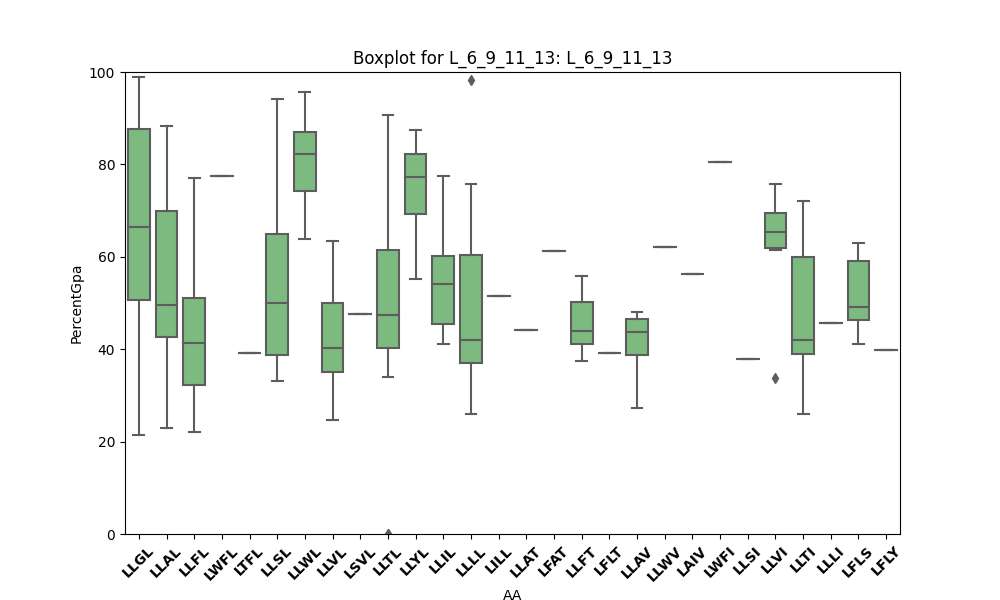 Boxplot for L_6_9_11_13: L_6_9_11_13
100
80
60
40
20
0
PercentGpa
LLGL LLAL LLFL LWFL LTFL LLSL LLWL LLVL LSVL LLTL LLYL LLIL LLLL LILL LLAT LFAT LLFT LFLT LLAV LLWV LAIV LWFI LLSI LLVI LLTI LLLI LFLS LFLY
AA